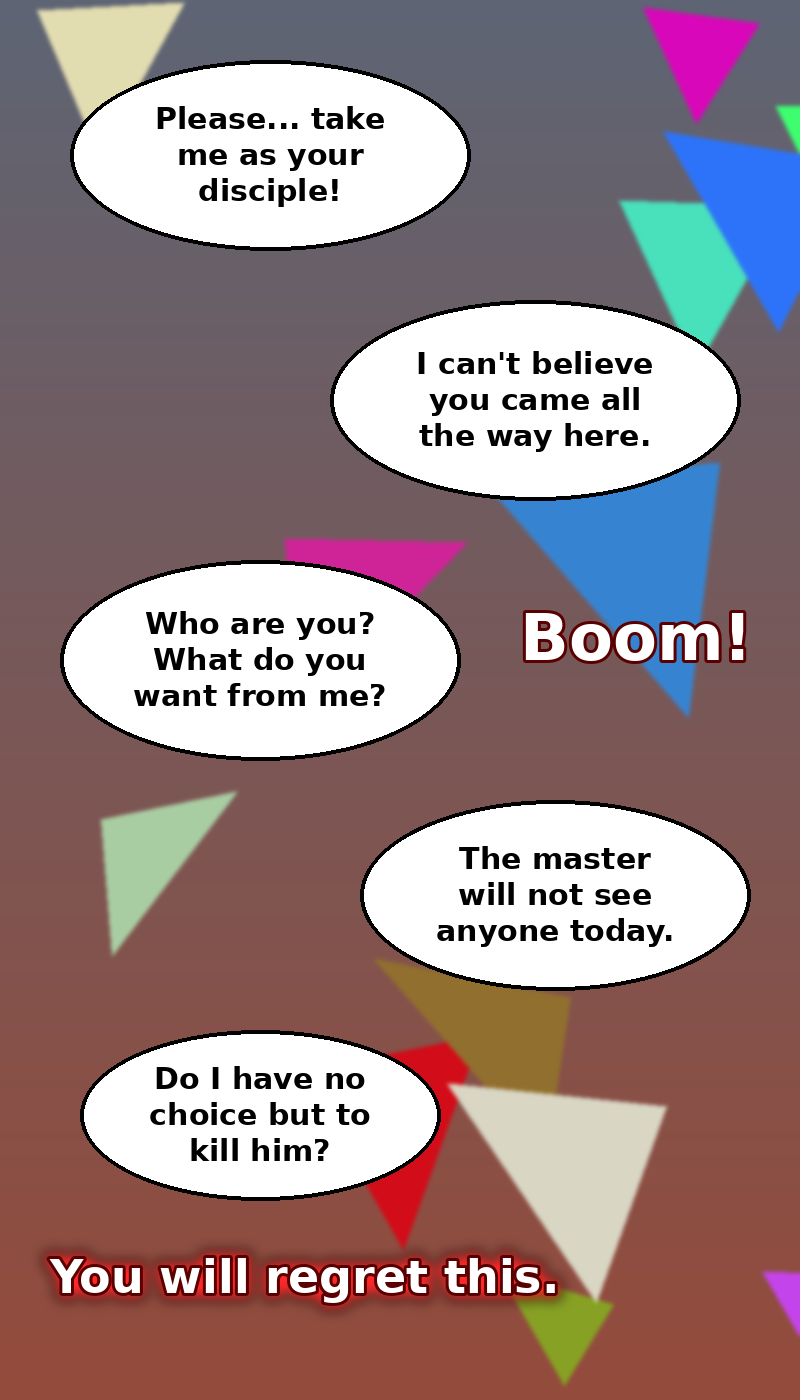 Please... take
me as your
disciple!
I can't believe
you came all
the way here.
Who are you?
What do you
want from me?
Boom!
The master
will not see
anyone today.
Do I have no
choice but to
kill him?
You will regret this.